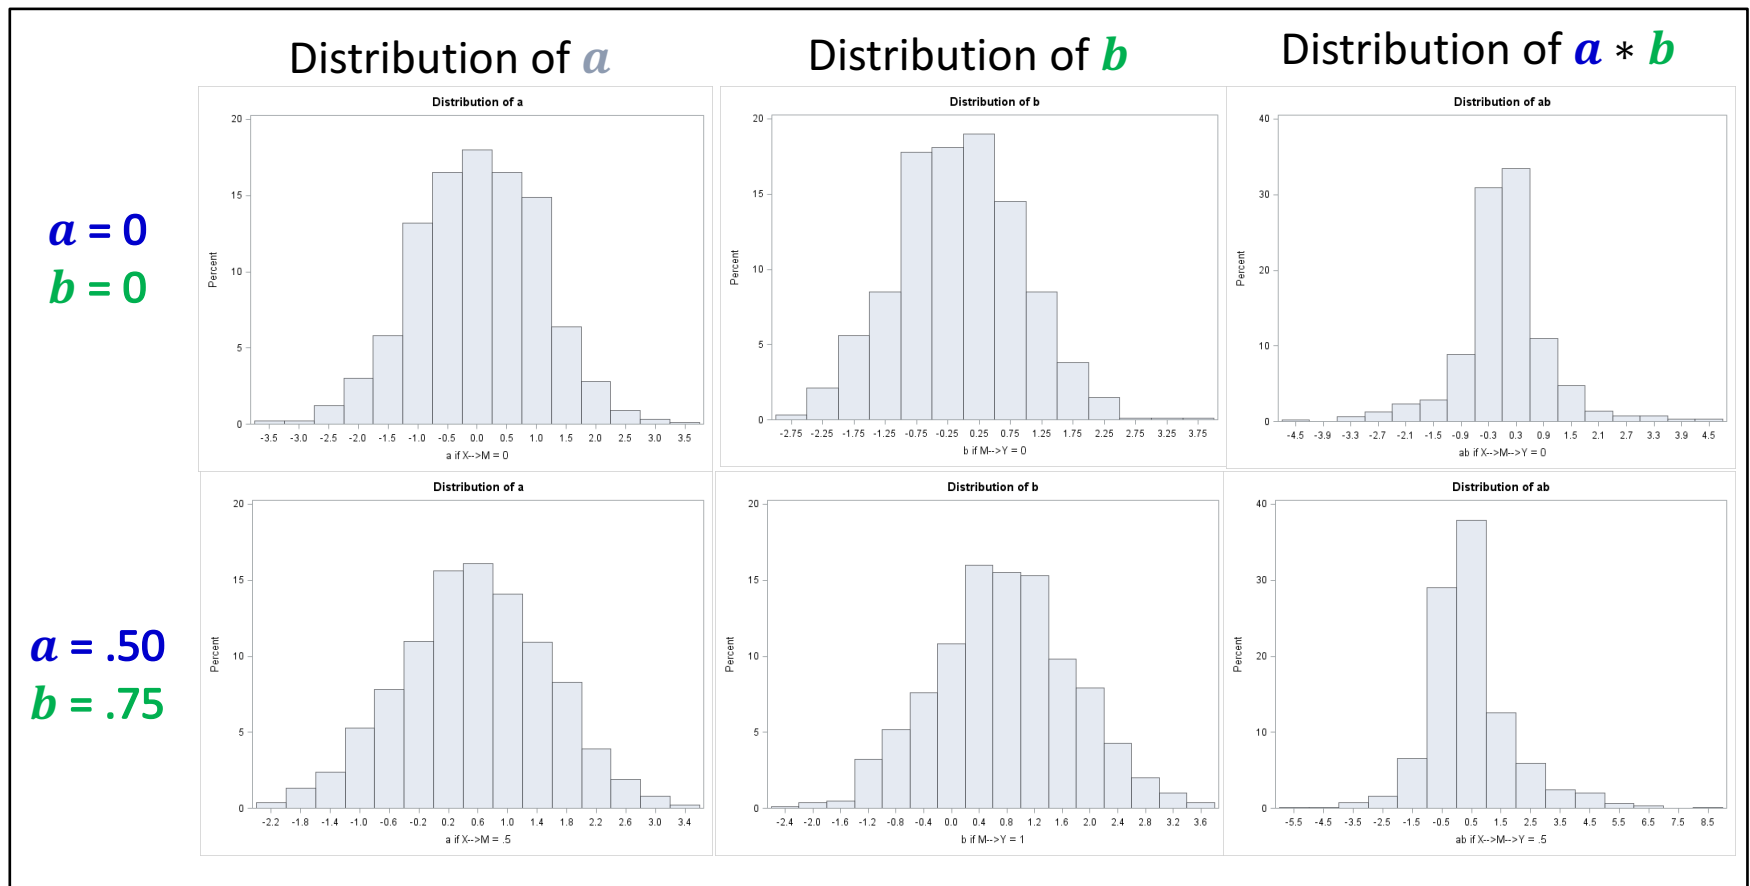 Distribution of a
Distribution of b
Distribution of a * b
a = 0
b = 0
Distribution of a
20
15
10
5
0
Percent
-3.5 -3.0 -2.5 -2.0 -1.5 -1.0 -0.5 0.0 0.5 1.0 1.5 2.0 2.5 3.0 3.5
a if X-->M = 0
Distribution of b
20
15
10
5
0
Percent
-2.75 -2.25 -1.75 -1.25 -0.75 -0.25 0.25 0.75 1.25 1.75 2.25 2.75 3.25 3.75
b if M-->Y = 0
Distribution of ab
40
30
20
10
0
Percent
-4.5 -3.9 -3.3 -2.7 -2.1 -1.5 -0.9 -0.3 0.3 0.9 1.5 2.1 2.7 3.3 3.9 4.5
ab if X-->M-->Y = 0
a = .50
b = .75
Distribution of a
20
15
10
5
0
Percent
-2.2 -1.8 -1.4 -1.0 -0.6 -0.2 0.2 0.6 1.0 1.4 1.8 2.2 2.6 3.0 3.4
a if X-->M = .5
Distribution of b
20
15
10
5
0
Percent
-2.4 -2.0 -1.6 -1.2 -0.8 -0.4 0.0 0.4 0.8 1.2 1.6 2.0 2.4 2.8 3.2 3.6
b if M-->Y = 1
Distribution of ab
40
30
20
10
0
Percent
-5.5 -4.5 -3.5 -2.5 -1.5 -0.5 0.5 1.5 2.5 3.5 4.5 5.5 6.5 7.5 8.5
ab if X-->M-->Y = .5